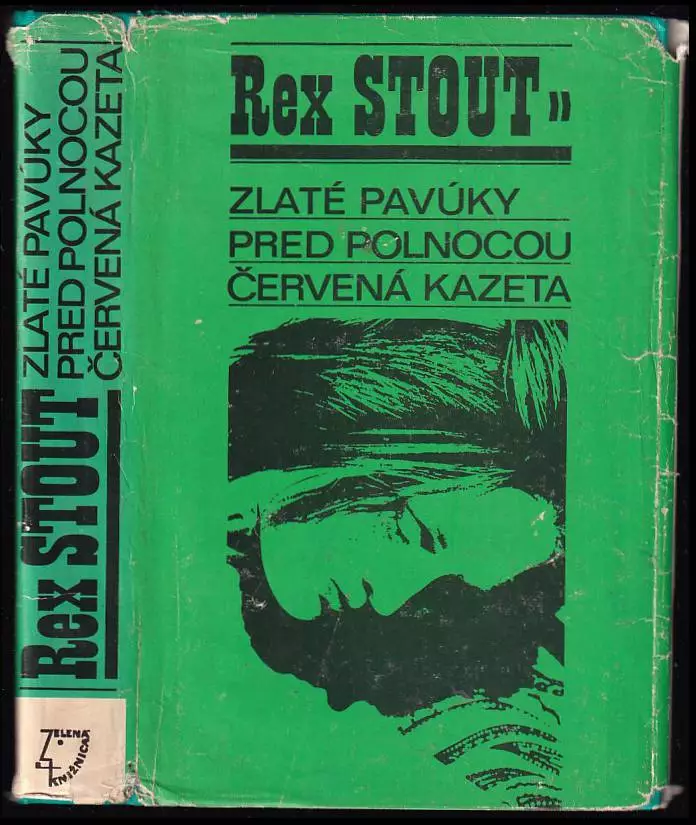 Rex STOUT»
ZLATÉ PAVÚKY
PRED POLNOCOU
ČERVENÁ KAZETA
Rex STOUT
ZLATÉ PAVÚKY
PRED POLNOCOU
ČERVENÁ KAZETA
ZELENÁ
KNIŽNICA